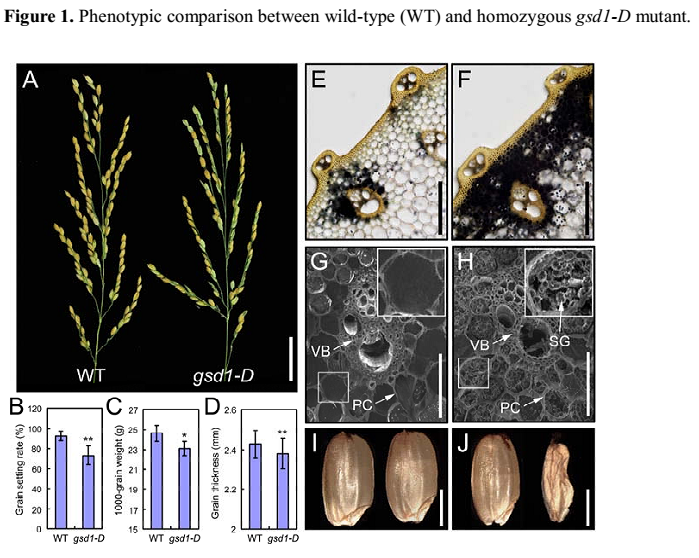 Figure 1. Phenotypic comparison between wild-type (WT) and homozygous gsd1-D mutant.
A
WT
gsd1-D
E
F
G
VB
PC
H
VB
SG
PC
B
Grain setting rate (%)
120
100
80
60
40
20
0
**
WT gsd1-D
C
1000-grain weight (g)
27
25
23
21
19
17
15
*
WT gsd1-D
D
Grain thickness (mm)
2.6
2.4
2.2
2
**
WT gsd1-D
I
J